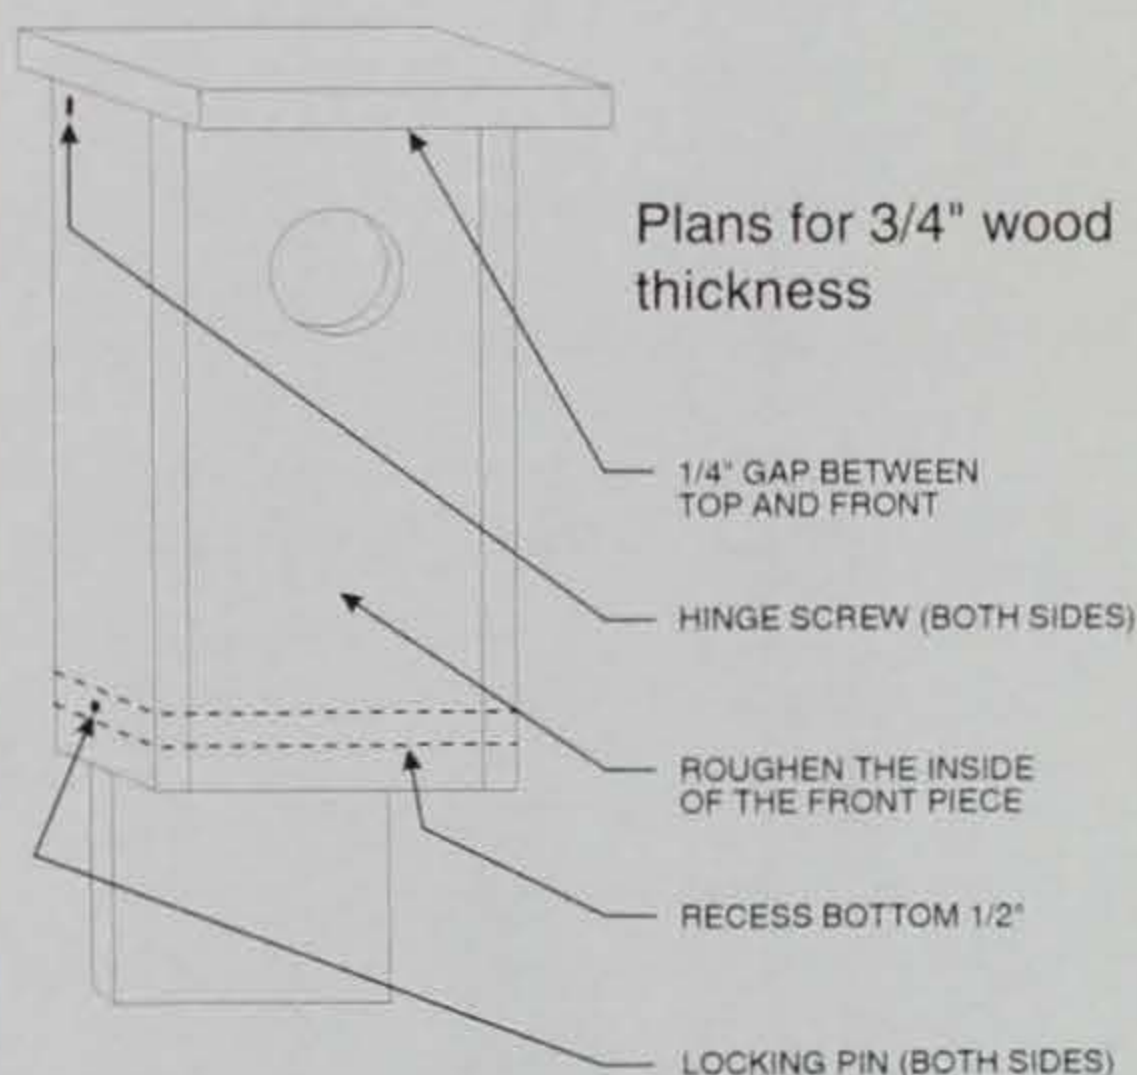 Plans for 3/4" wood
thickness
1/4" GAP BETWEEN
TOP AND FRONT
HINGE SCREW (BOTH SIDES)
ROUGHEN THE INSIDE
OF THE FRONT PIECE
RECESS BOTTOM 1/2"
LOCKING PIN (BOTH SIDES)